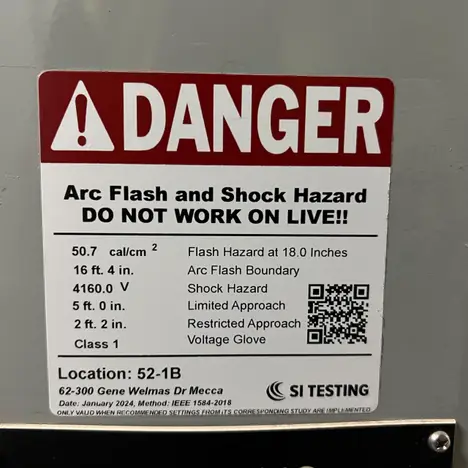 DANGER
Arc Flash and Shock Hazard
DO NOT WORK ON LIVE!!
50.7 cal/cm 2 Flash Hazard at 18.0 Inches
16 ft. 4 in. Arc Flash Boundary
4160.0 V Shock Hazard
5 ft. 0 in. Limited Approach
2 ft. 2 in. Restricted Approach
Class 1 Voltage Glove
Location: 52-1B
62-300 Gene Welmas Dr Mecca
SI TESTING
Date: January 2024, Method: IEEE 1584-2018
ONLY VALID WHEN RECOMMENDED SETTINGS FROM ITS CORRESPONDING STUDY ARE IMPLEMENTED